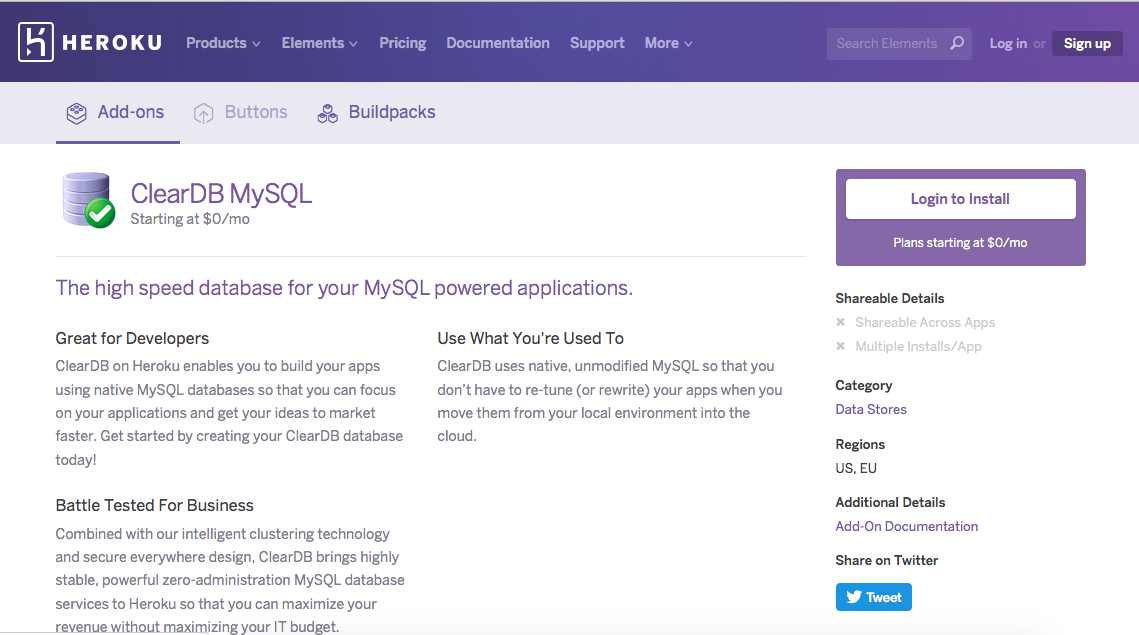 HEROKU
Products
Elements
Pricing
Documentation
Support
More
Search Elements
Log in or
Sign up
Add-ons
Buttons
Buildpacks
ClearDB MySQL
Starting at $0/mo
The high speed database for your MySQL powered applications.
Great for Developers
ClearDB on Heroku enables you to build your apps
using native MySQL databases so that you can focus
on your applications and get your ideas to market
faster. Get started by creating your ClearDB database
today!
Use What You're Used To
ClearDB uses native, unmodified MySQL so that you
don't have to re-tune (or rewrite) your apps when you
move them from your local environment into the
cloud.
Battle Tested For Business
Combined with our intelligent clustering technology
and secure everywhere design, ClearDB brings highly
stable, powerful zero-administration MySQL database
services to Heroku so that you can maximize your
revenue without maximizing your IT budget.
Login to Install
Plans starting at $0/mo
Shareable Details
Shareable Across Apps
Multiple Installs/App
Category
Data Stores
Regions
US, EU
Additional Details
Add-On Documentation
Share on Twitter
Tweet